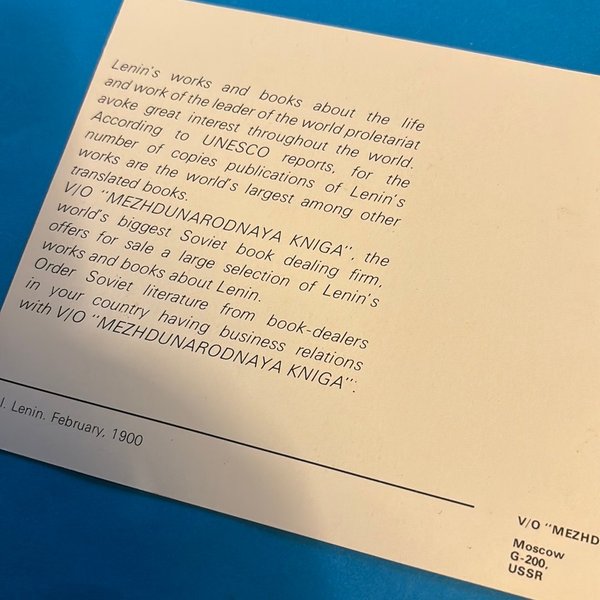 Lenin's works and books about the life
and work of the leader of the world proletariat
avoke great interest throughout the world.
According to UNESCO reports, for the
number of copies publications of Lenin's
works are the world's largest among other
translated books.
V/O "MEZHDUNARODNAYA KNIGA", the
world's biggest Soviet book dealing firm,
offers for sale a large selection of Lenin's
works and books about Lenin.
Order Soviet literature from book-dealers
in your country having business relations
with V/O "MEZHDUNARODNAYA KNIGA":
I. Lenin. February, 1900
V/O "MEZHD
Moscow
G-200,
USSR